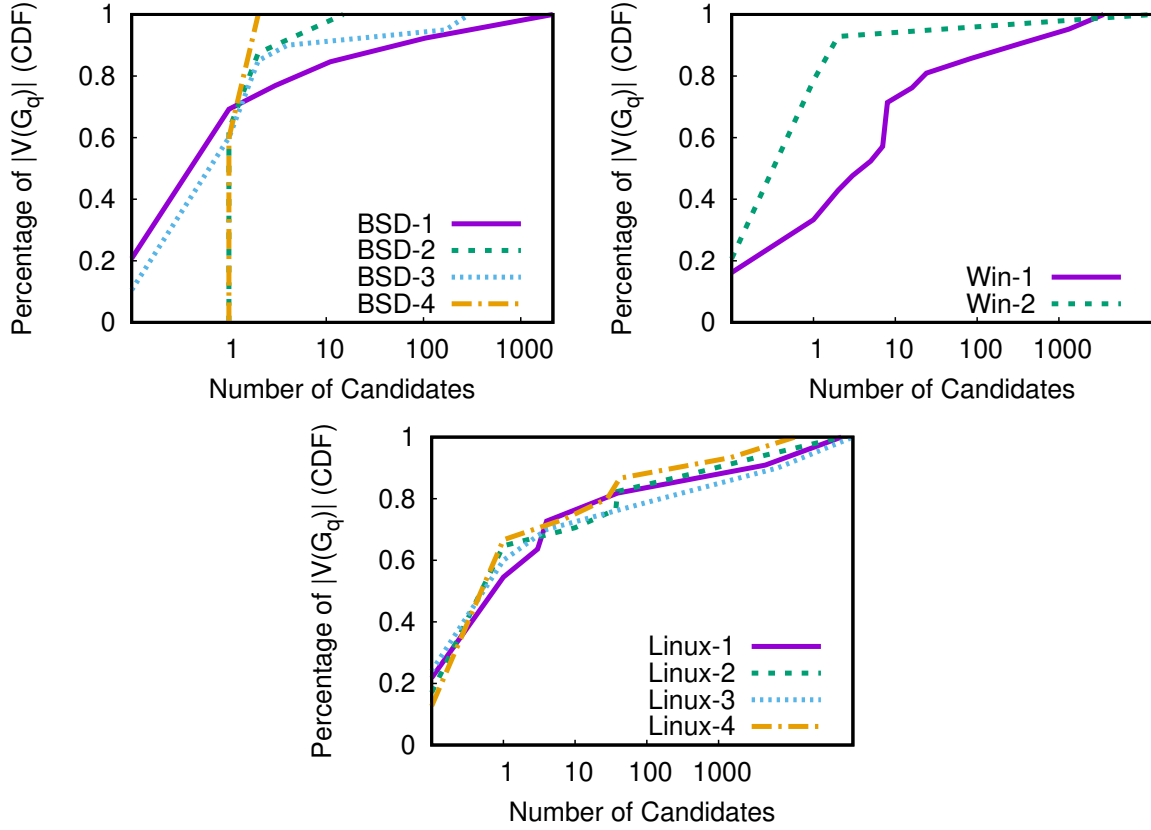 Percentage of |V(G_q)| (CDF)
1
0.8
0.6
0.4
0.2
0
BSD-1
BSD-2
BSD-3
BSD-4
1 10 100 1000
Number of Candidates
Percentage of |V(G_q)| (CDF)
1
0.8
0.6
0.4
0.2
0
Win-1
Win-2
1 10 100 1000
Number of Candidates
Percentage of |V(G_q)| (CDF)
1
0.8
0.6
0.4
0.2
0
Linux-1
Linux-2
Linux-3
Linux-4
1 10 100 1000
Number of Candidates